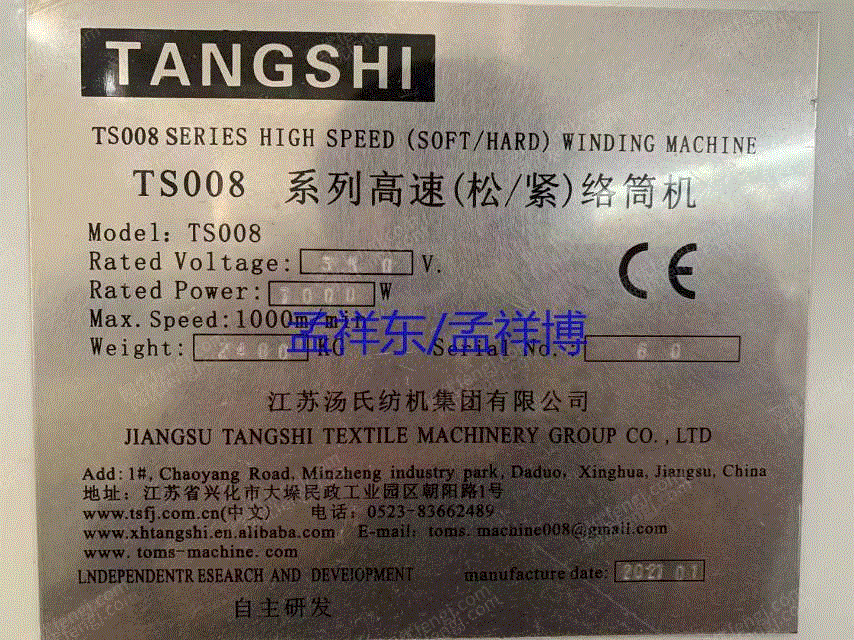 TANGSHI
TS008 SERIES HIGH SPEED (SOFT/HARD) WINDING MACHINE
TS008 系列高速(松/紧)络筒机
Model: TS008
Rated Voltage: V.
CE
Rated Power: W
Max. Speed:1000m/min
孟祥东/孟祥博
Weight: 2400 KG Serial No.: 60
江苏汤氏纺机集团有限公司
JIANGSU TANGSHI TEXTILE MACHINERY GROUP CO.,LTD
Add:1#, Chaoyang Road, Minzheng industry park, Daduo, Xinghua, Jiangsu, China
地址: 江苏省兴化市大垛民政工业园区朝阳路1号
www.tsfj.com.cn(中文) 电话: 0523-83662489
www.xhtangshi.en.alibaba.com E-mail: toms.machine008@gmail.com
www.toms-machine.com
LNDEPENDENTR ESEARCH AND DEVEIOPMENT manufacture date: 2021 01
自主研发